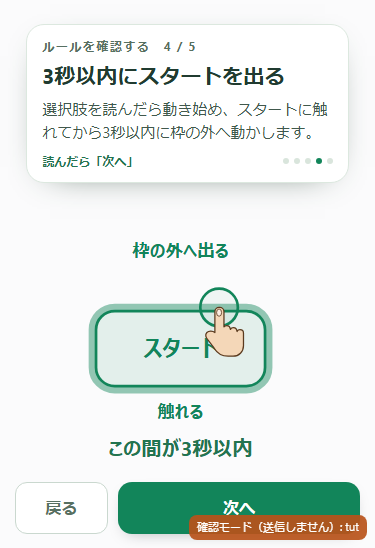 ルールを確認する 4 / 5
3秒以内にスタートを出る
選択肢を読んだら動き始め、スタートに触
れてから3秒以内に枠の外へ動かします。
読んだら「次へ」
枠の外へ出る
スタート
触れる
この間が3秒以内
戻る
次へ
確認モード（送信しません）: tut